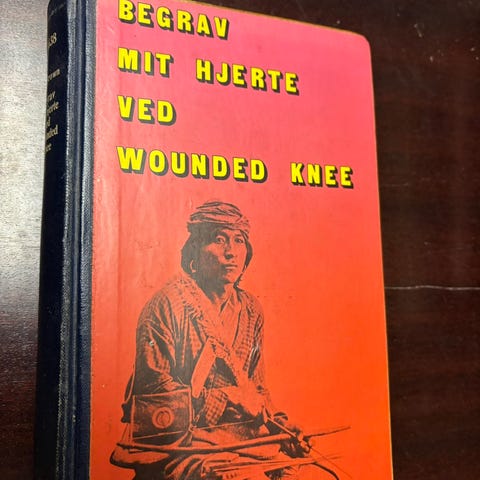 BEGRAV
MIT HJERTE
VED
WOUNDED KNEE